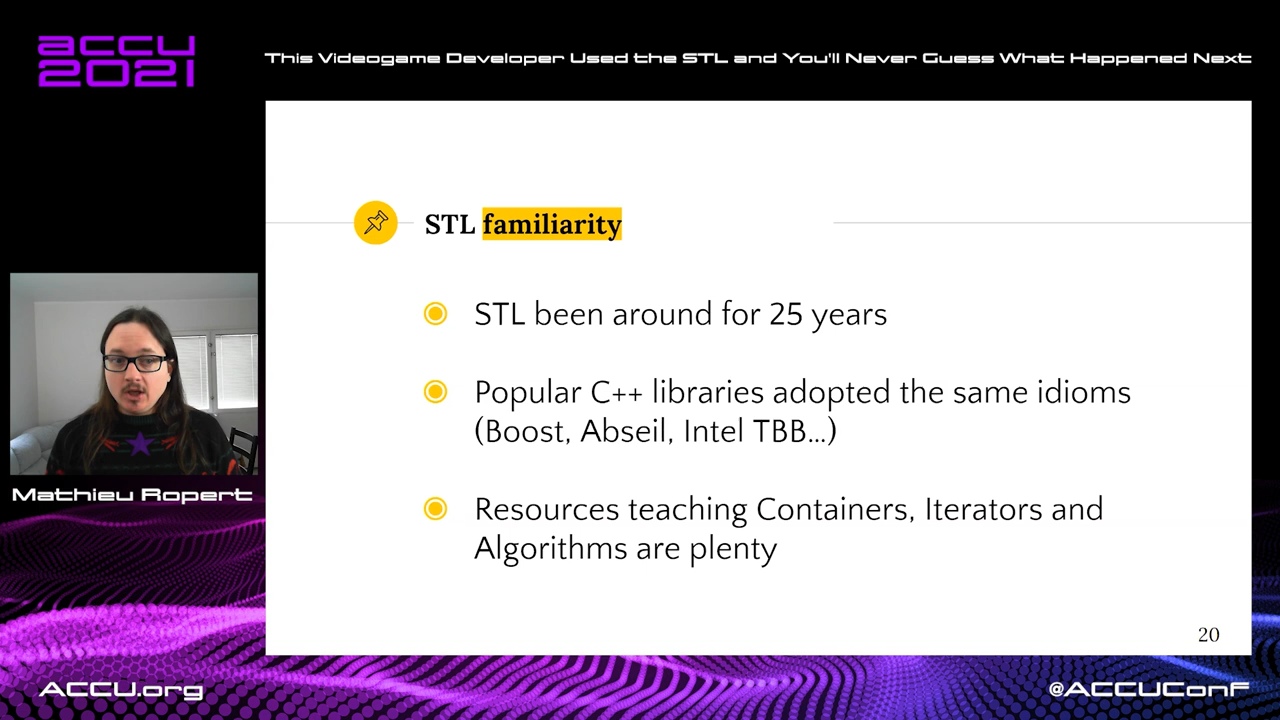 accu
2021
This Videogame Developer Used the STL and You'll Never Guess What Happened Next
STL familiarity
STL been around for 25 years
Popular C++ libraries adopted the same idioms
(Boost, Abseil, Intel TBB...)
Resources teaching Containers, Iterators and
Algorithms are plenty
20
Mathieu Ropert
ACCU.org
@ACCUConf